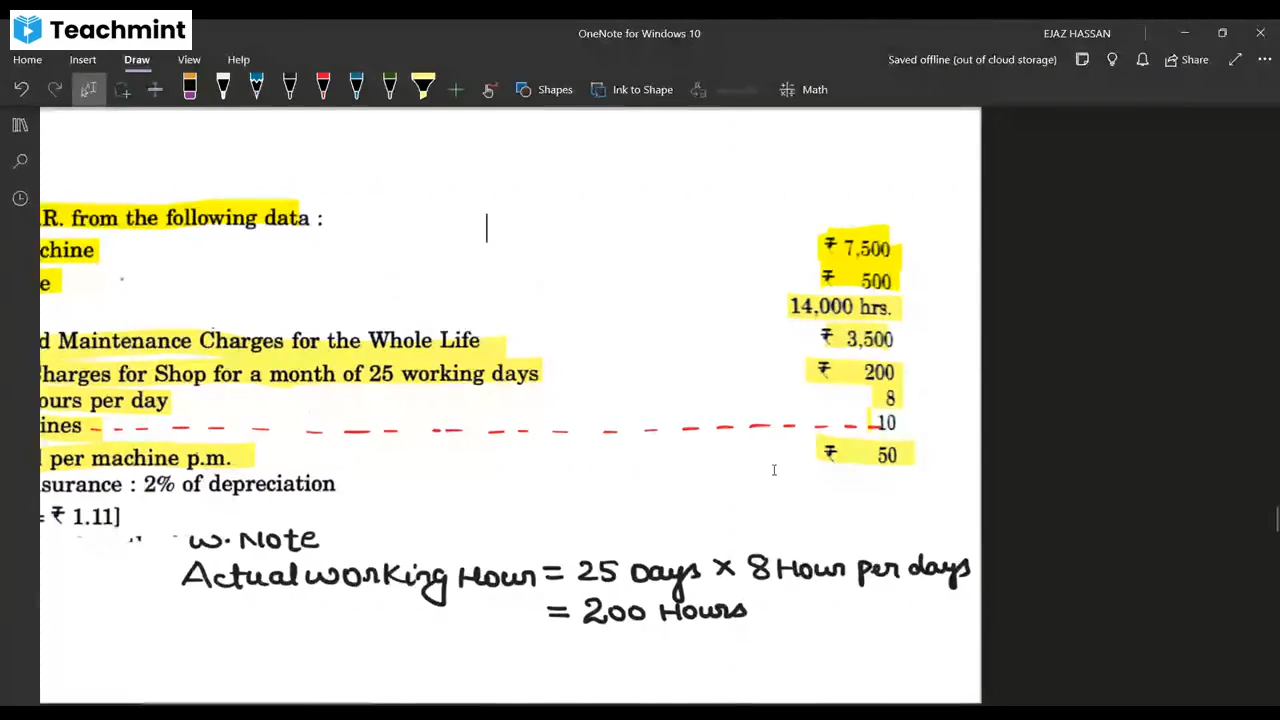 Teachmint
OneNote for Windows 10
EJAZ HASSAN
Home Insert Draw View Help
Saved offline (out of cloud storage)
Share
Shapes
Ink to Shape
Math
.R. from the following data :
chine ₹ 7,500
e ₹ 500
14,000 hrs.
d Maintenance Charges for the Whole Life ₹ 3,500
harges for Shop for a month of 25 working days ₹ 200
ours per day 8
ines 10
l per machine p.m. ₹ 50
surance : 2% of depreciation
= ₹ 1.11]
W. Note
Actual working Hour = 25 Days × 8 Hour per days
= 200 Hours